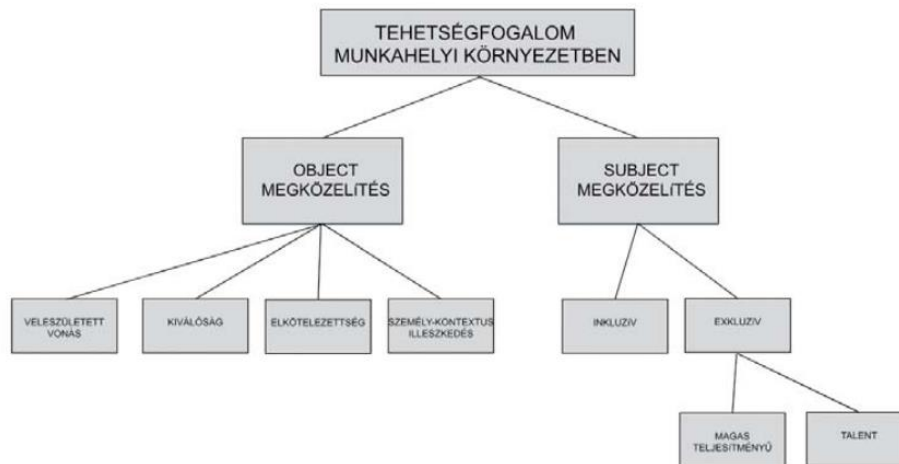 TEHETSÉGFOGALOM
MUNKAHELYI KÖRNYEZETBEN
OBJECT
MEGKÖZELíTÉS
SUBJECT
MEGKÖZELíTÉS
VELESZÜLETETT
VONÁS
KIVÁLÓSÁG
ELKÖTELEZETTSÉG
SZEMÉLY-KONTEXTUS
ILLESZKEDÉS
INKLUZíV
EXKLUZíV
MAGAS
TELJESíTMÉNYŰ
TALENT